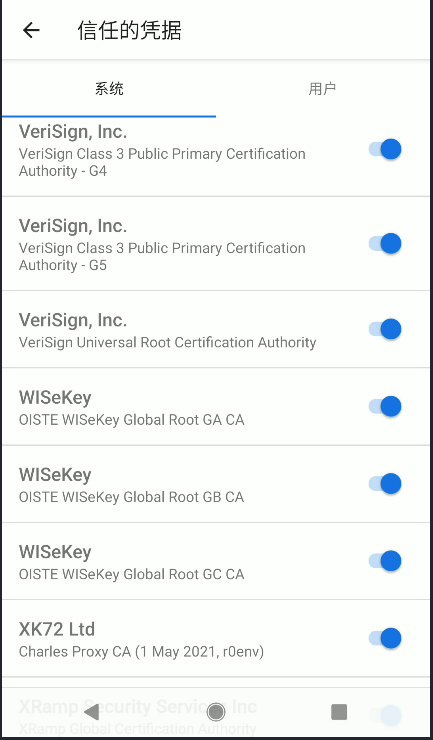 信任的凭据
系统
用户
VeriSign, Inc.
VeriSign Class 3 Public Primary Certification
Authority - G4
VeriSign, Inc.
VeriSign Class 3 Public Primary Certification
Authority - G5
VeriSign, Inc.
VeriSign Universal Root Certification Authority
WISeKey
OISTE WISeKey Global Root GA CA
WISeKey
OISTE WISeKey Global Root GB CA
WISeKey
OISTE WISeKey Global Root GC CA
XK72 Ltd
Charles Proxy CA (1 May 2021, r0env)
XRamp Security Services Inc
XRamp Global Certification Authority